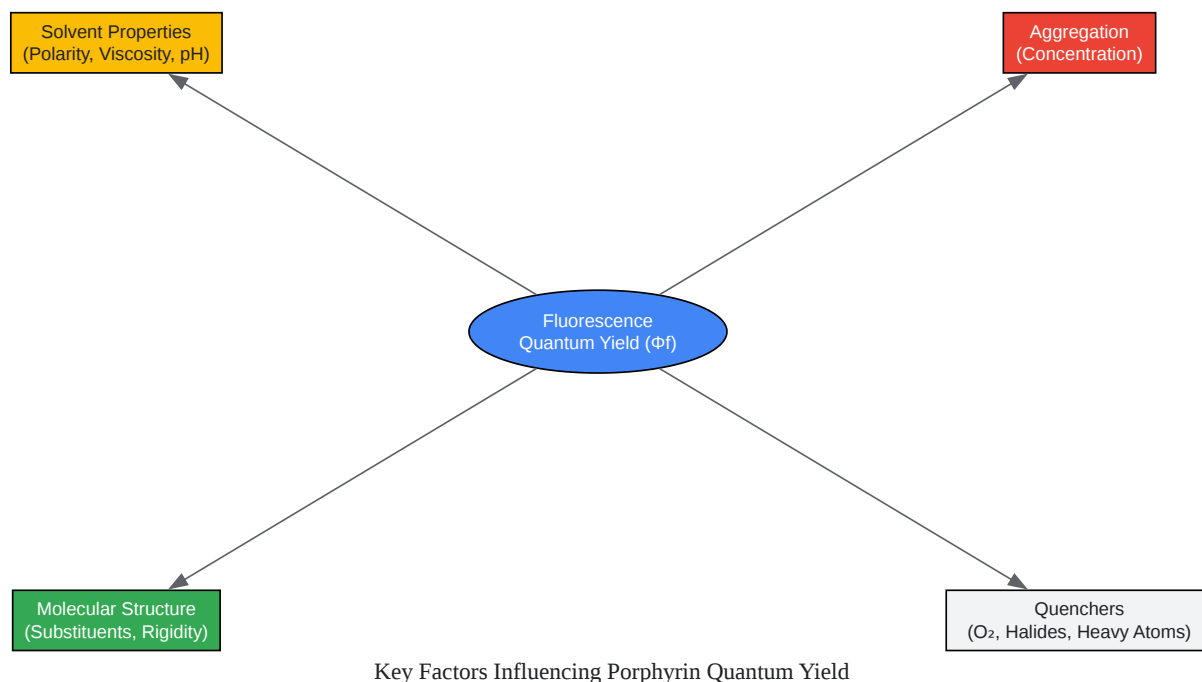 Solvent Properties
(Polarity, Viscosity, pH)
Aggregation
(Concentration)
Fluorescence
Quantum Yield (Φf)
Molecular Structure
(Substituents, Rigidity)
Quenchers
(O₂, Halides, Heavy Atoms)
Key Factors Influencing Porphyrin Quantum Yield